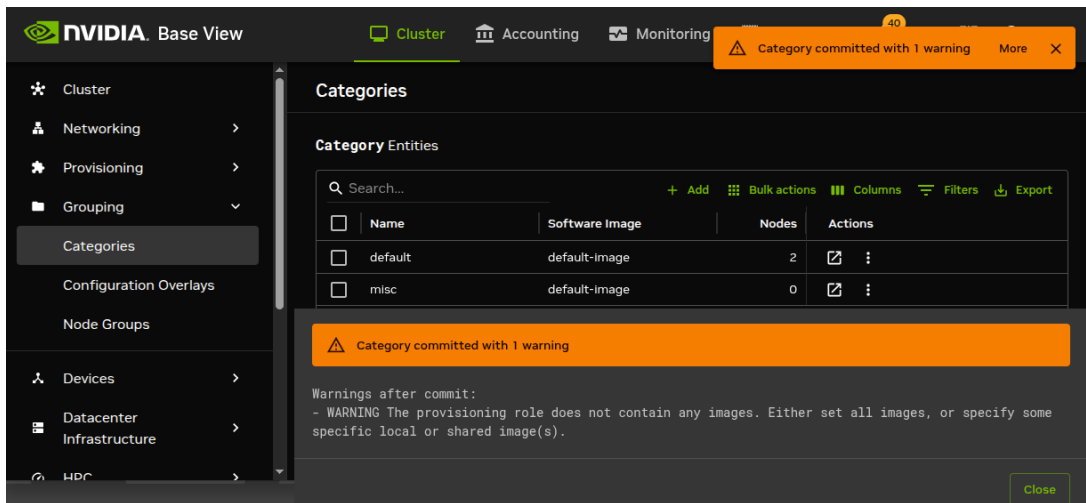 NVIDIA. Base View
Cluster
Accounting
Monitoring
40
Category committed with 1 warning
More
Cluster
Networking
Provisioning
Grouping
Categories
Configuration Overlays
Node Groups
Devices
Datacenter
Infrastructure
HPC
Categories
Category Entities
Search...
+ Add
Bulk actions
Columns
Filters
Export
Name
Software Image
Nodes
Actions
default
default-image
2
misc
default-image
0
Category committed with 1 warning
Warnings after commit:
- WARNING The provisioning role does not contain any images. Either set all images, or specify some
specific local or shared image(s).
Close